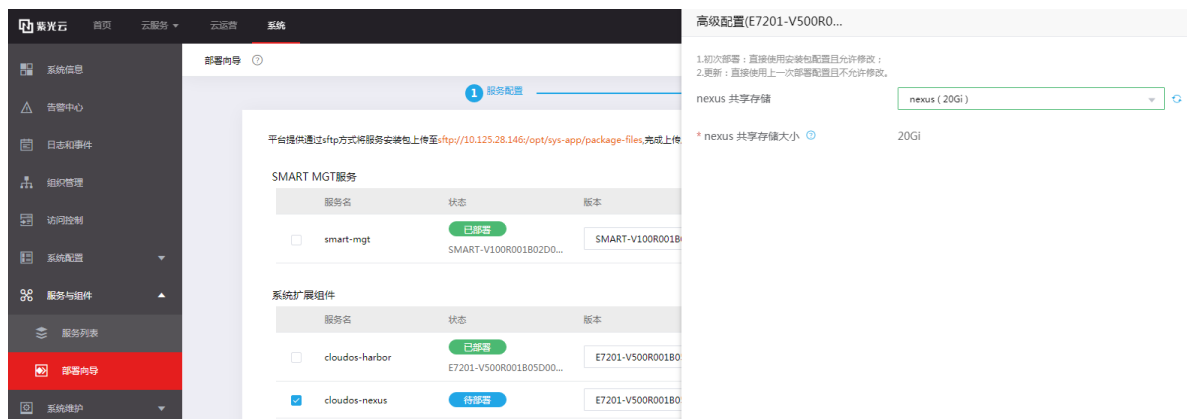 紫光云 首页 云服务 云运营 系统
系统信息
告警中心
日志和事件
组织管理
访问控制
系统配置
服务与组件
服务列表
部署向导
系统维护
部署向导
1 服务配置
平台提供通过sftp方式将服务安装包上传至sftp://10.125.28.146:/opt/sys-app/package-files,完成上传
SMART MGT服务
服务名 状态 版本
smart-mgt 已部署 SMART-V100R001B0
SMART-V100R001B02D0...
系统扩展组件
服务名 状态 版本
cloudos-harbor 已部署 E7201-V500R001B0
E7201-V500R001B05D00...
cloudos-nexus 待部署 E7201-V500R001B0
高级配置(E7201-V500R0...
1.初次部署：直接使用安装包配置且允许修改；
2.更新：直接使用上一次部署配置且不允许修改。
nexus 共享存储 nexus ( 20Gi )
* nexus 共享存储大小 20Gi